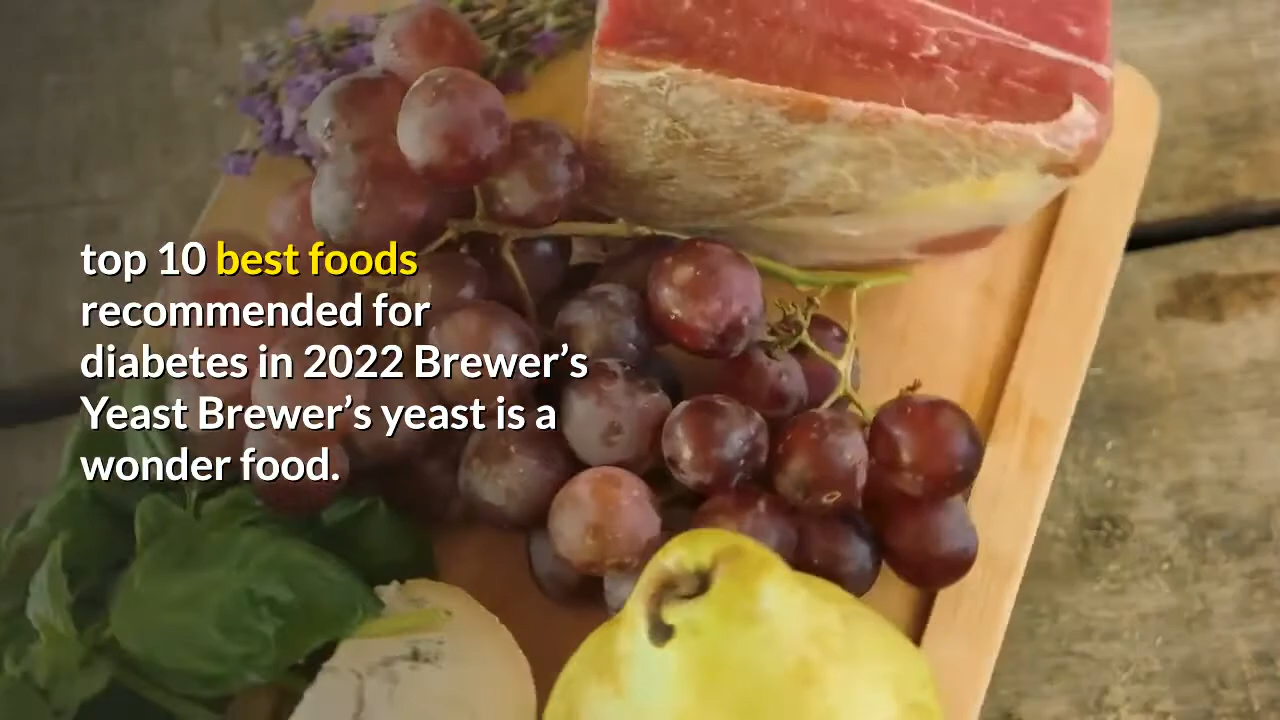 top 10 best foods
recommended for
diabetes in 2022 Brewer’s
Yeast Brewer’s yeast is a
wonder food.